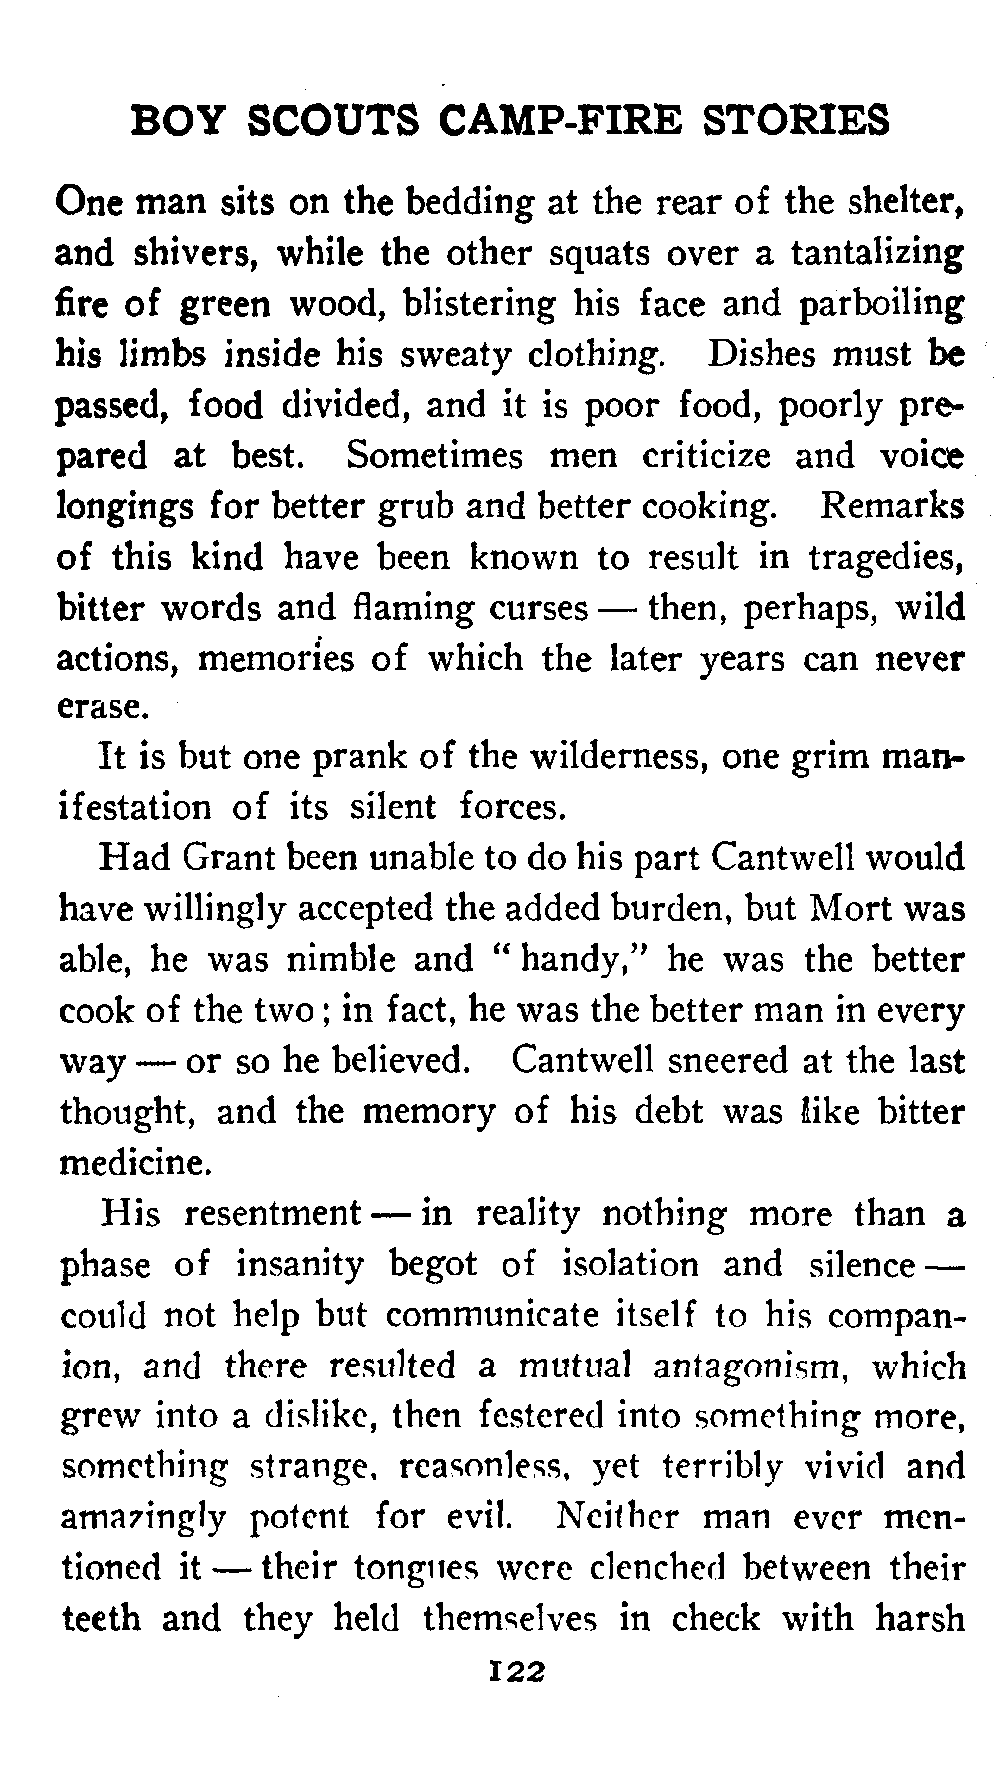 BOY SCOUTS CAMP-FIRE STORIES
One man sits on the bedding at the rear of the shelter,
and shivers, while the other squats over a tantalizing
fire of green wood, blistering his face and parboiling
his limbs inside his sweaty clothing. Dishes must be
passed, food divided, and it is poor food, poorly pre-
pared at best. Sometimes men criticize and voice
longings for better grub and better cooking. Remarks
of this kind have been known to result in tragedies,
bitter words and flaming curses — then, perhaps, wild
actions, memories of which the later years can never
erase.
It is but one prank of the wilderness, one grim man-
ifestation of its silent forces.
Had Grant been unable to do his part Cantwell would
have willingly accepted the added burden, but Mort was
able, he was nimble and “ handy,” he was the better
cook of the two ; in fact, he was the better man in every
way — or so he believed. Cantwell sneered at the last
thought, and the memory of his debt was like bitter
medicine.
His resentment — in reality nothing more than a
phase of insanity begot of isolation and silence —
could not help but communicate itself to his compan-
ion, and there resulted a mutual antagonism, which
grew into a dislike, then festered into something more,
something strange, reasonless, yet terribly vivid and
amazingly potent for evil. Neither man ever men-
tioned it — their tongues were clenched between their
teeth and they held themselves in check with harsh
122